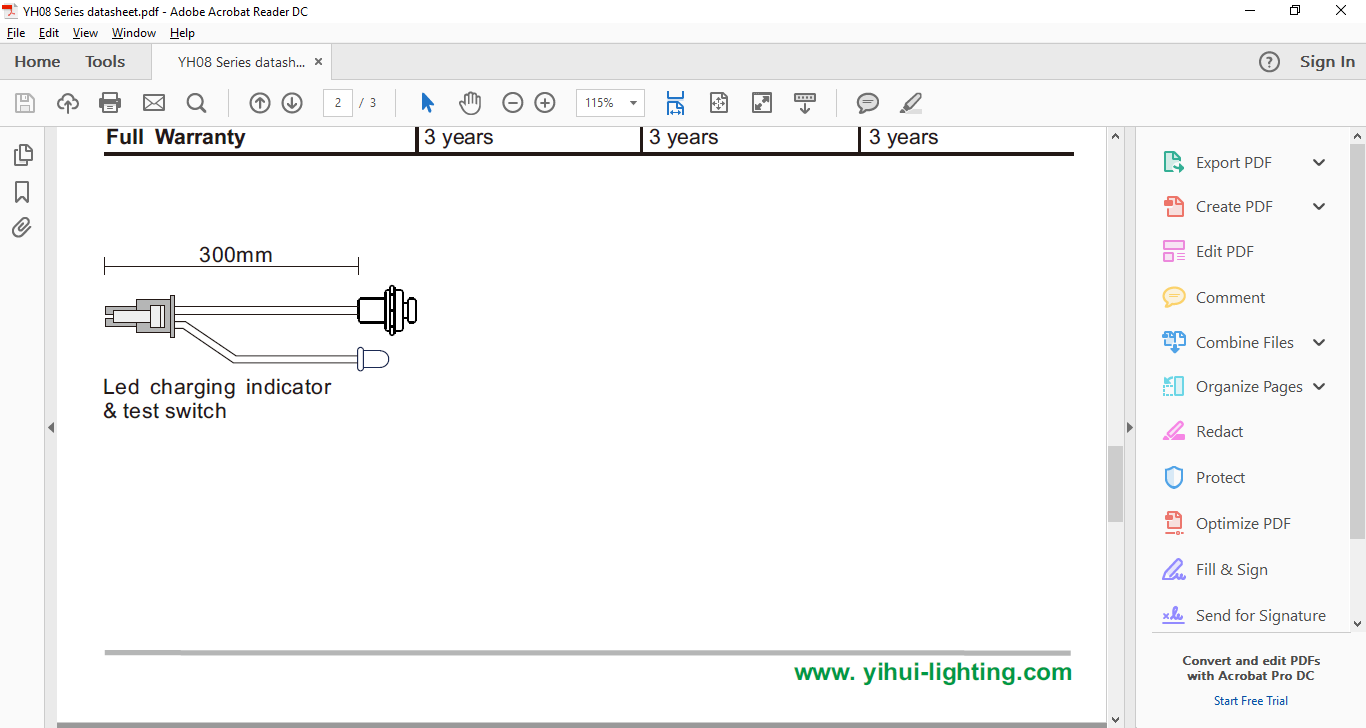 YH08 Series datasheet.pdf - Adobe Acrobat Reader DC
File Edit View Window Help
Home Tools YH08 Series datash... × ? Sign In
2 / 3 115%
Full Warranty 3 years 3 years 3 years
300mm
Led charging indicator
& test switch
www. yihui-lighting.com
Export PDF
Create PDF
Edit PDF
Comment
Combine Files
Organize Pages
Redact
Protect
Optimize PDF
Fill & Sign
Send for Signature
Convert and edit PDFs
with Acrobat Pro DC
Start Free Trial